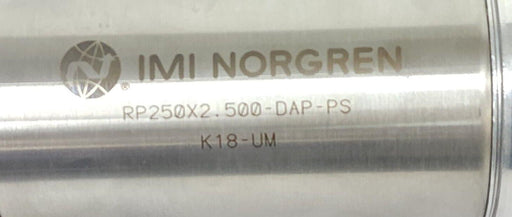 IMI NORGREN
RP250X2.500-DAP-PS
K18-UM